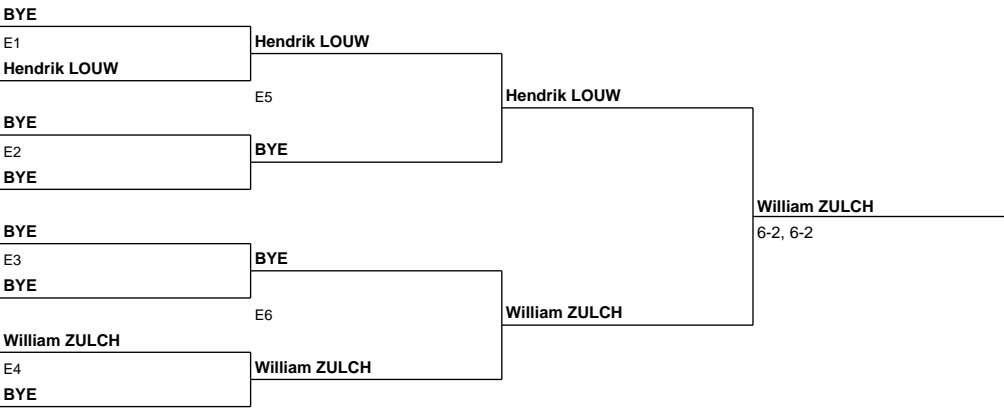 BYE
E1
Hendrik LOUW
Hendrik LOUW
E5
Hendrik LOUW
BYE
E2
BYE
BYE
William ZULCH
6-2, 6-2
BYE
E3
BYE
BYE
E6
William ZULCH
William ZULCH
E4
William ZULCH
BYE